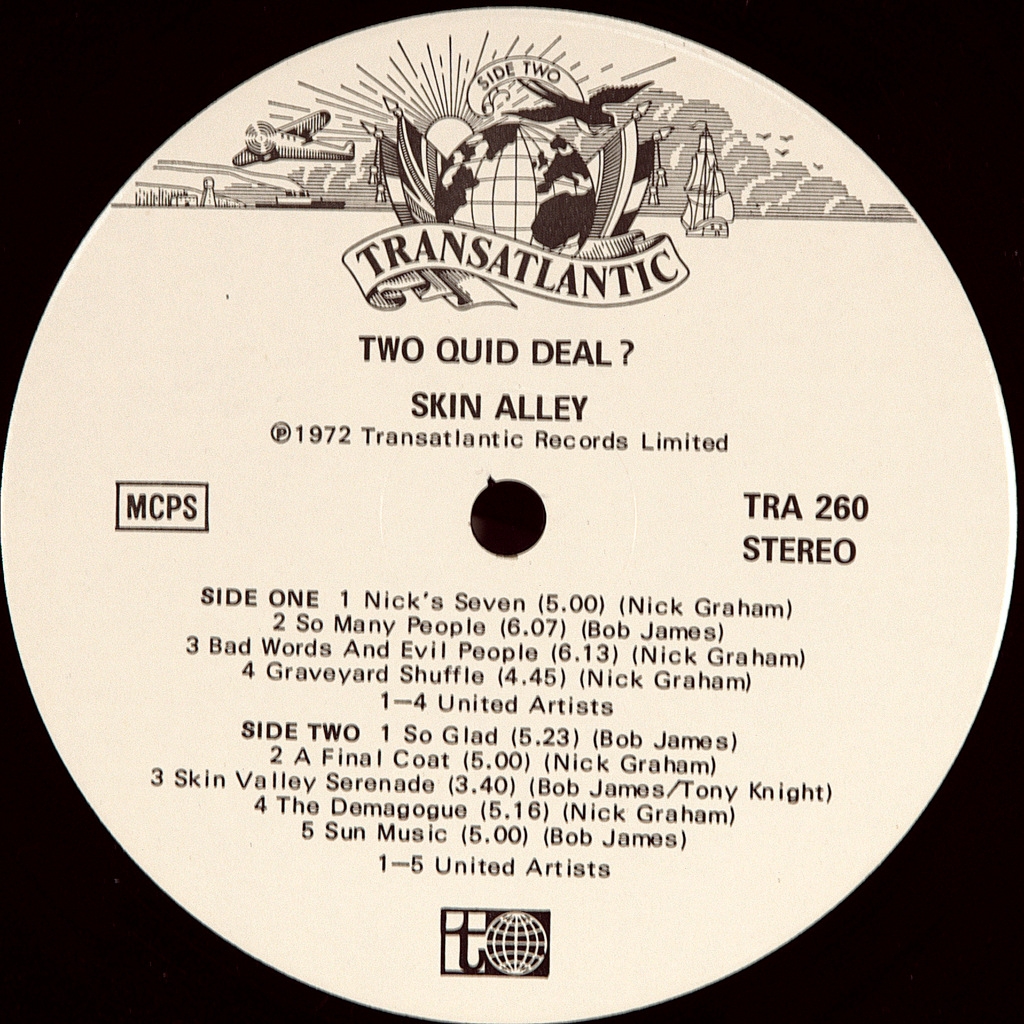 SIDE TWO
TRANSATLANTIC
TWO QUID DEAL ?
SKIN ALLEY
℗1972 Transatlantic Records Limited
MCPS
TRA 260
STEREO
SIDE ONE 1 Nick's Seven (5.00) (Nick Graham)
2 So Many People (6.07) (Bob James)
3 Bad Words And Evil People (6.13) (Nick Graham)
4 Graveyard Shuffle (4.45) (Nick Graham)
1—4 United Artists
SIDE TWO 1 So Glad (5.23) (Bob James)
2 A Final Coat (5.00) (Nick Graham)
3 Skin Valley Serenade (3.40) (Bob James/Tony Knight)
4 The Demagogue (5.16) (Nick Graham)
5 Sun Music (5.00) (Bob James)
1—5 United Artists
it